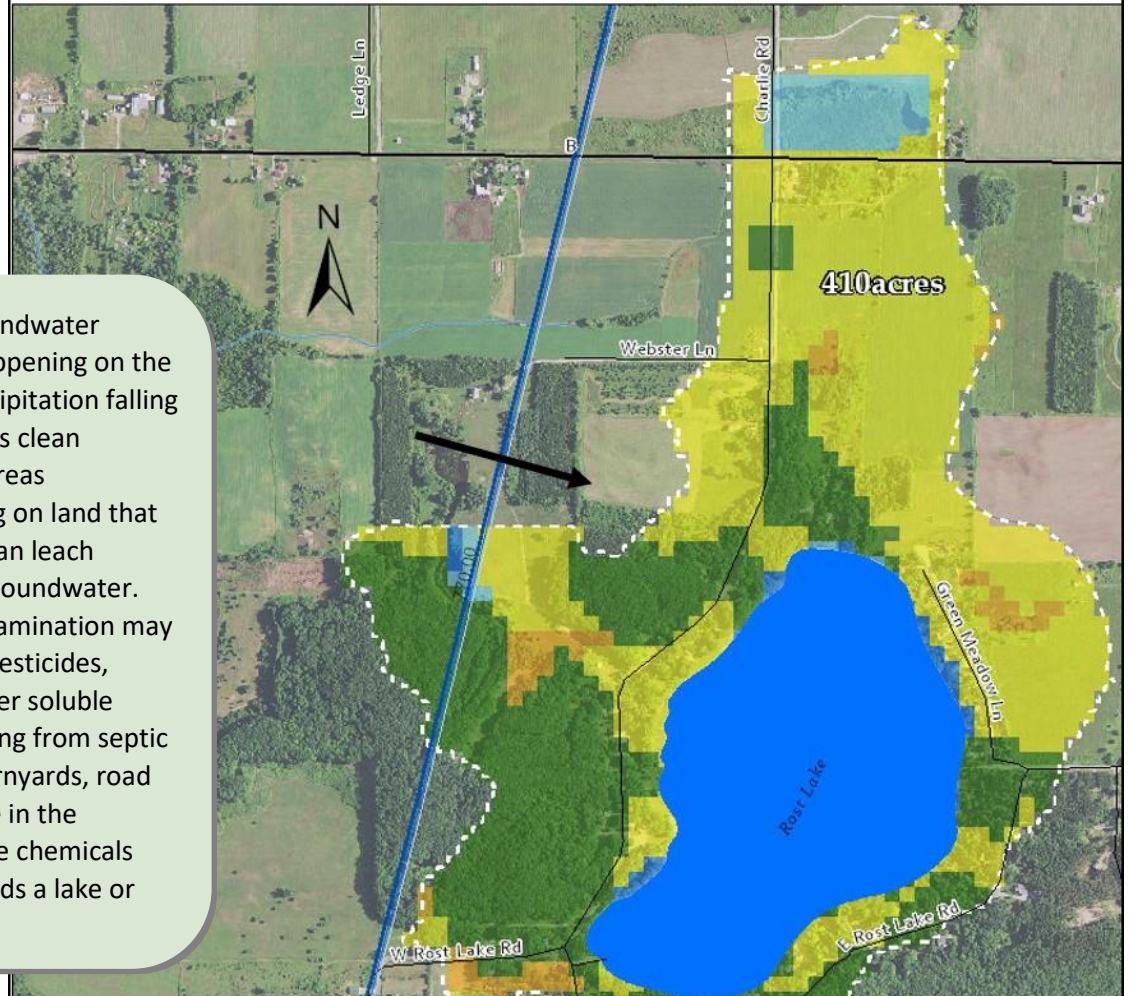 Ledge Ln
Charlie Rd
B
N
410acres
Webster Ln
ndwater
ppening on the
ipitation falling
s clean
reas
g on land that
an leach
oundwater.
amination may
esticides,
er soluble
ng from septic
rnyards, road
e in the
e chemicals
ds a lake or
70.00
Green Meadow Ln
Rost Lake
W Rost Lake Rd
E Rost Lake Rd